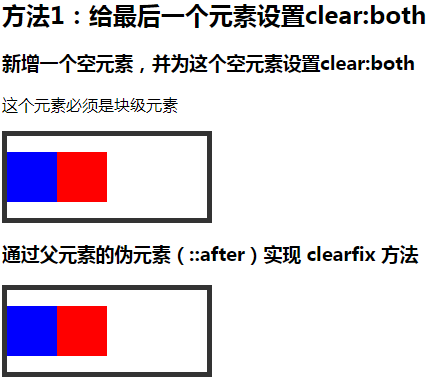 方法1：给最后一个元素设置clear:both
新增一个空元素，并为这个空元素设置clear:both
这个元素必须是块级元素
通过父元素的伪元素（::after）实现 clearfix 方法